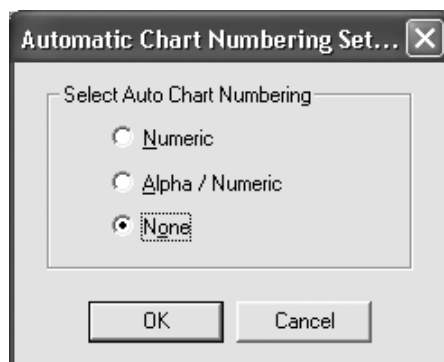 Automatic Chart Numbering Set...
Select Auto Chart Numbering
Numeric
Alpha / Numeric
None
OK Cancel